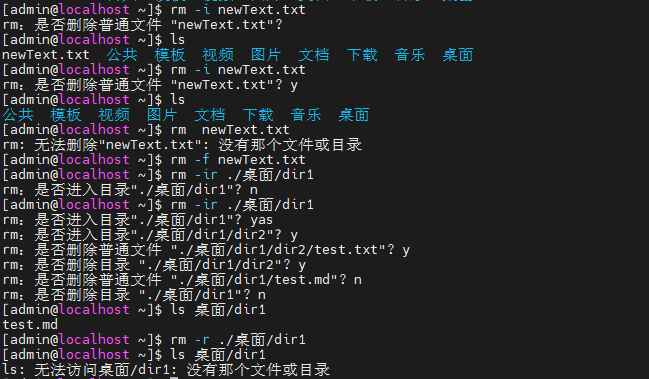 [admin@localhost ~]$ rm -i newText.txt
rm：是否删除普通文件 "newText.txt"？
[admin@localhost ~]$ ls
newText.txt 公共 模板 视频 图片 文档 下载 音乐 桌面
[admin@localhost ~]$ rm -i newText.txt
rm：是否删除普通文件 "newText.txt"？y
[admin@localhost ~]$ ls
公共 模板 视频 图片 文档 下载 音乐 桌面
[admin@localhost ~]$ rm  newText.txt
rm: 无法删除"newText.txt": 没有那个文件或目录
[admin@localhost ~]$ rm -f newText.txt
[admin@localhost ~]$ rm -ir ./桌面/dir1
rm：是否进入目录"./桌面/dir1"? n
[admin@localhost ~]$ rm -ir ./桌面/dir1
rm：是否进入目录"./桌面/dir1"? yas
rm：是否进入目录"./桌面/dir1/dir2"? y
rm：是否删除普通文件 "./桌面/dir1/dir2/test.txt"？y
rm：是否删除目录 "./桌面/dir1/dir2"？y
rm：是否删除普通文件 "./桌面/dir1/test.md"？n
rm：是否删除目录 "./桌面/dir1"？n
[admin@localhost ~]$ ls 桌面/dir1
test.md
[admin@localhost ~]$ rm -r ./桌面/dir1
[admin@localhost ~]$ ls 桌面/dir1
ls: 无法访问桌面/dir1: 没有那个文件或目录